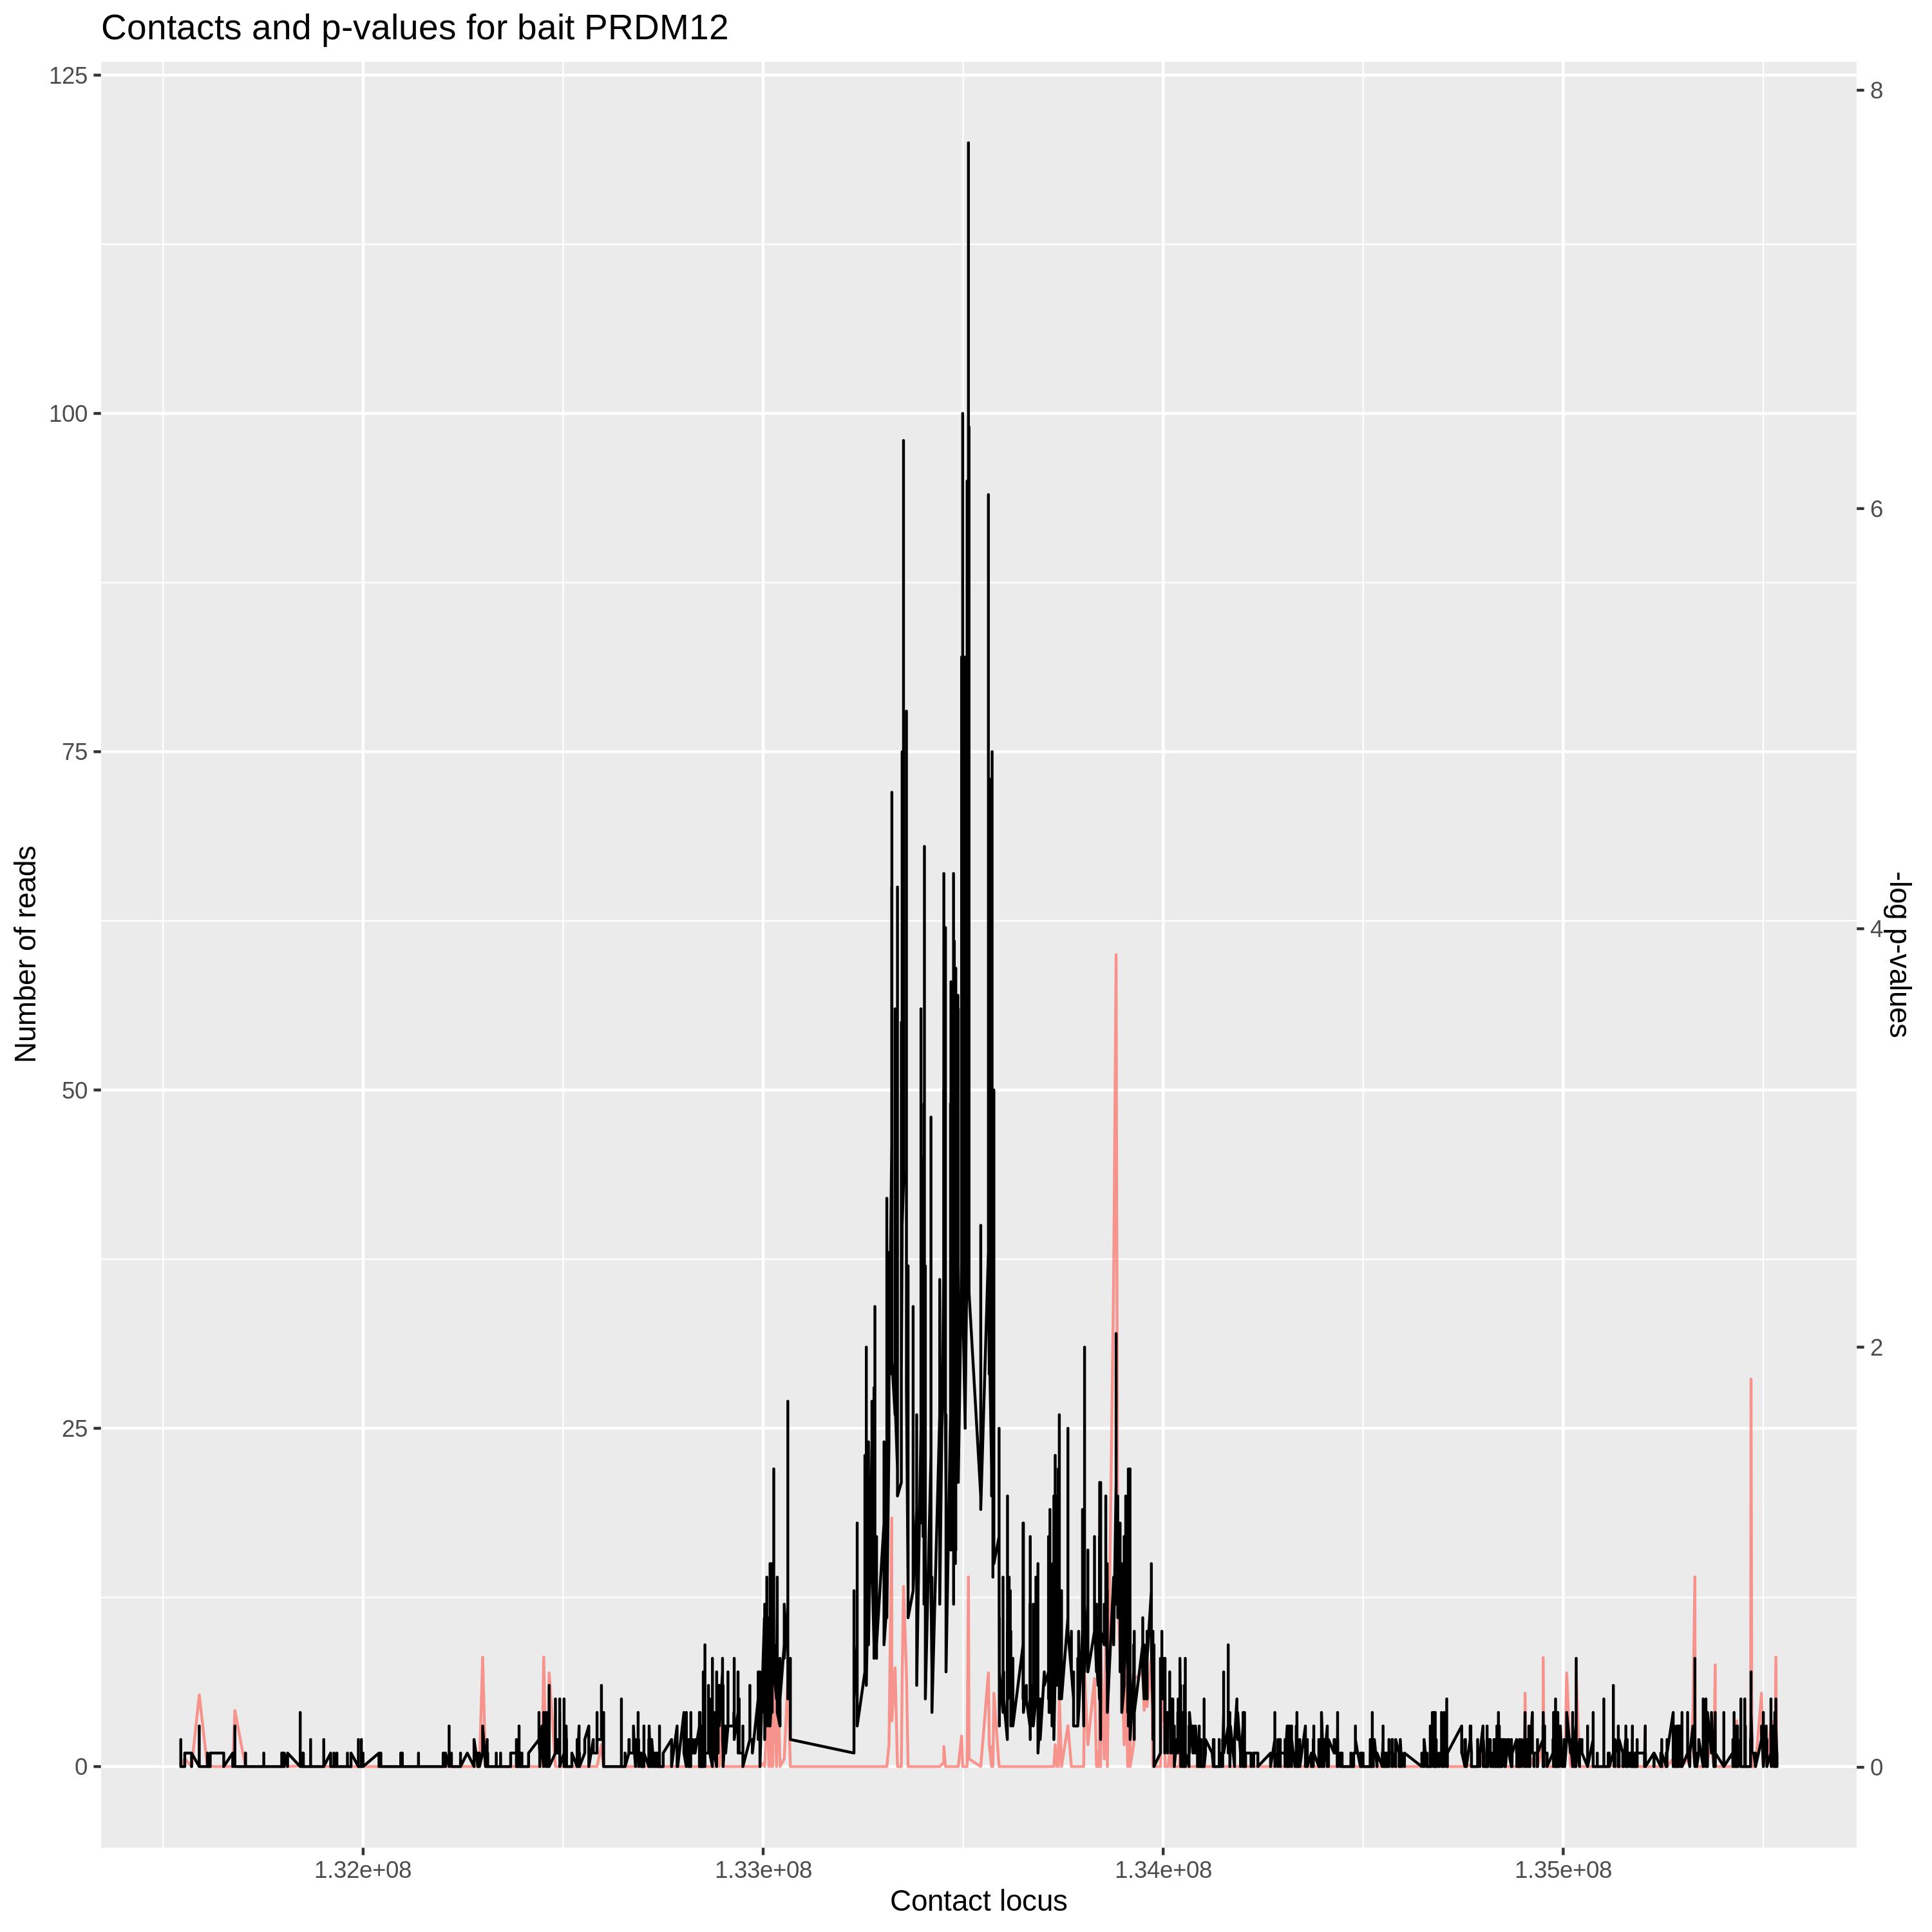 Contacts and p-values for bait PRDM12
125
100
75
50
25
0
Number of reads
8
6
4
2
0
-log p-values
1.32e+08
1.33e+08
1.34e+08
1.35e+08
Contact locus